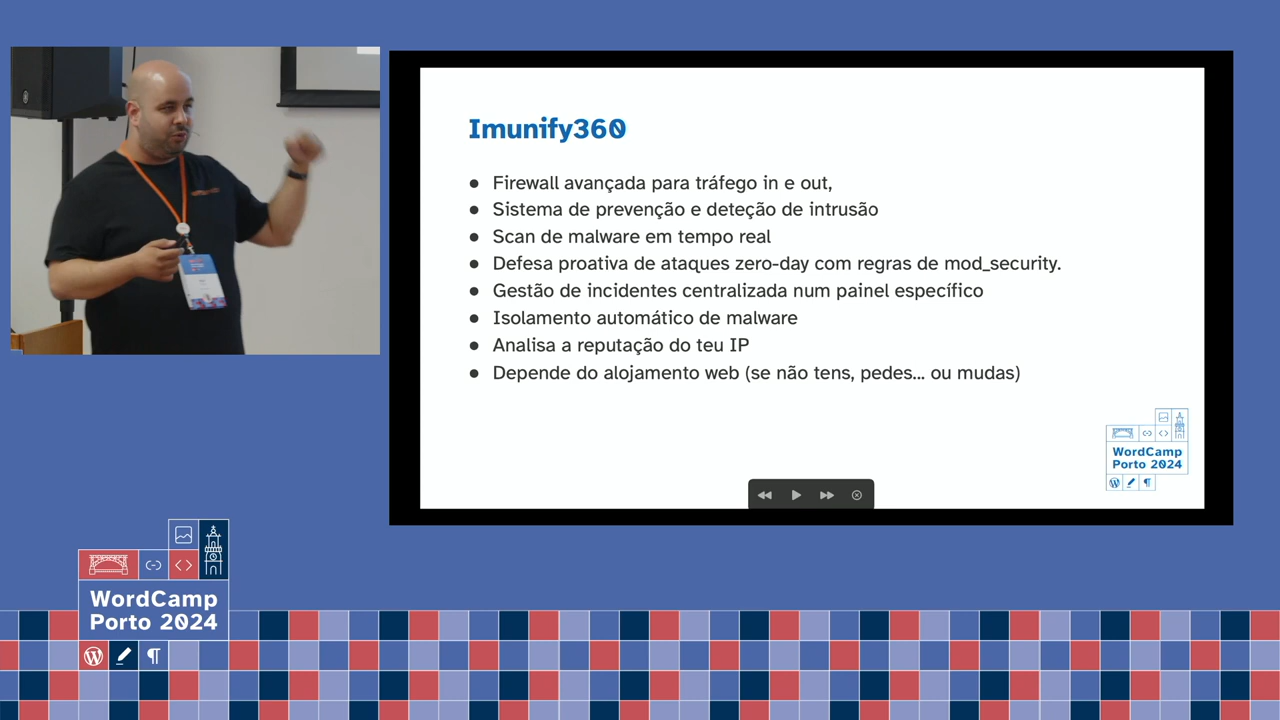 Imunify360
● Firewall avançada para tráfego in e out,
● Sistema de prevenção e deteção de intrusão
● Scan de malware em tempo real
● Defesa proativa de ataques zero-day com regras de mod_security.
● Gestão de incidentes centralizada num painel específico
● Isolamento automático de malware
● Analisa a reputação do teu IP
● Depende do alojamento web (se não tens, pedes... ou mudas)
WordCamp
Porto 2024
WordCamp
Porto 2024